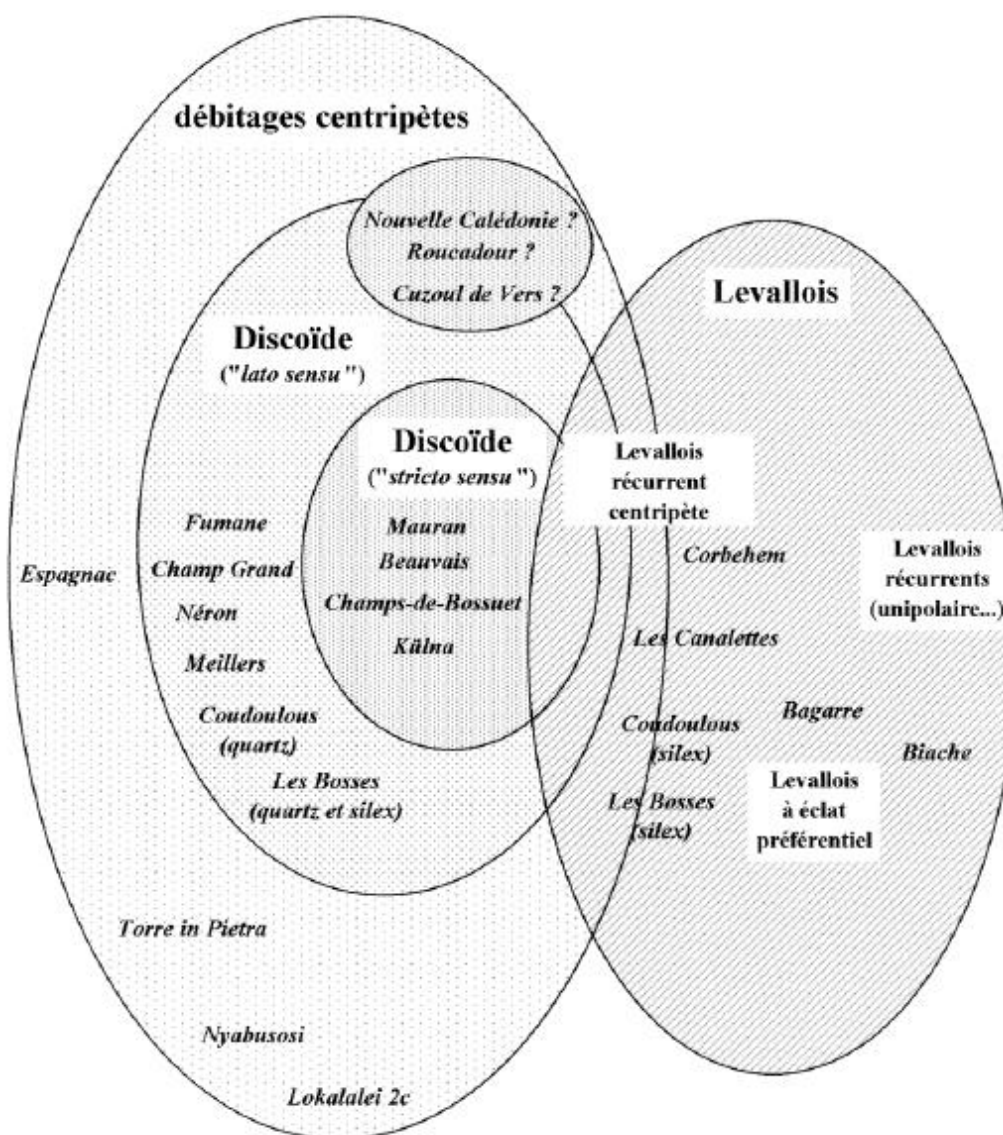 débitages centripètes
Nouvelle Calédonie ?
Roucadour ?
Cuzoul de Vers ?
Levallois
Discoïde
("lato sensu")
Discoïde
("stricto sensu")
Levallois
récurrent
centripète
Fumane
Mauran
Espagnac
Champ Grand
Beauvais
Corbehem
Levallois
récurrents
(unipolaire...)
Néron
Champs-de-Bossuet
Meillers
Külna
Les Canalettes
Coudoulous
(quartz)
Coudoulous
(silex)
Bagarre
Biache
Les Bosses
(quartz et silex)
Les Bosses
(silex)
Levallois
à éclat
préférentiel
Torre in Pietra
Nyabusosi
Lokalalei 2c